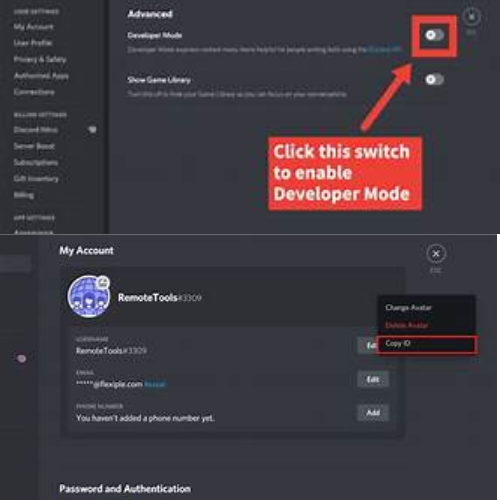 USER SETTINGS
My Account
User Profile
Privacy & Safety
Authorized Apps
Connections
BILLING SETTINGS
Discord Nitro
Server Boost
Subscriptions
Gift Inventory
Billing
APP SETTINGS
Appearance
Advanced
ESC
Developer Mode
Developer Mode exposes context menu items helpful for people writing bots using the Discord API.
Show Game Library
Turn this off to hide your Game Library so you can focus on your conversations.
Click this switch
to enable
Developer Mode
My Account
ESC
RemoteTools#3309
Change Avatar
Delete Avatar
Copy ID
USERNAME
RemoteTools#3309
Edit
EMAIL
*****@flexiple.com Reveal
Edit
PHONE NUMBER
You haven't added a phone number yet.
Add
Password and Authentication